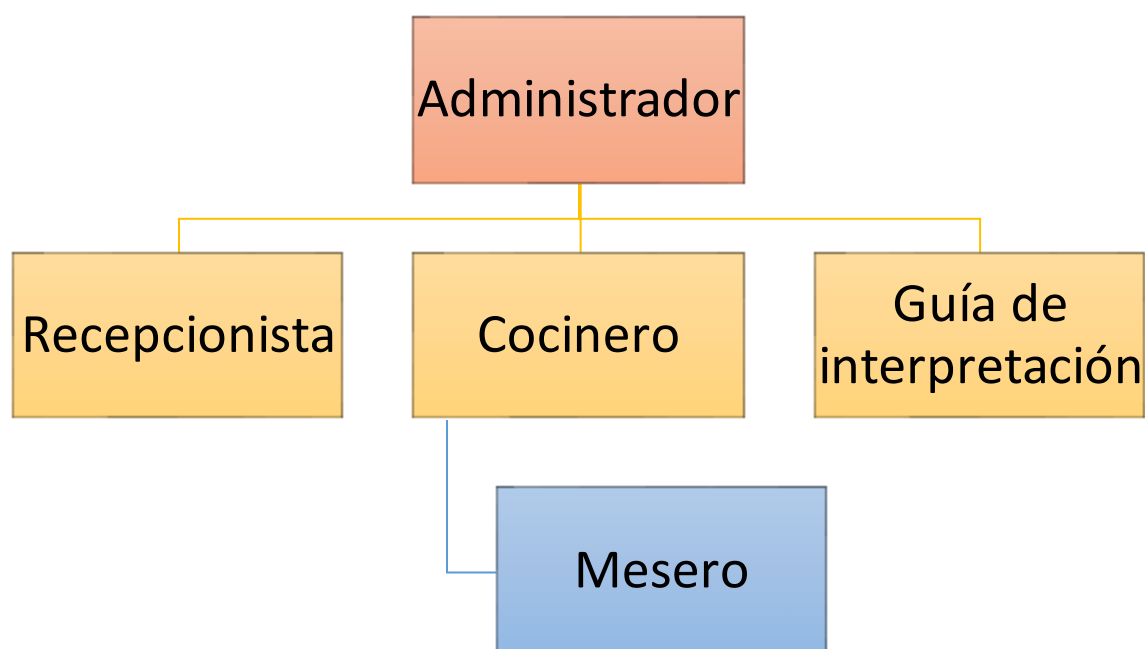 Administrador
Recepcionista
Cocinero
Guía de
interpretación
Mesero